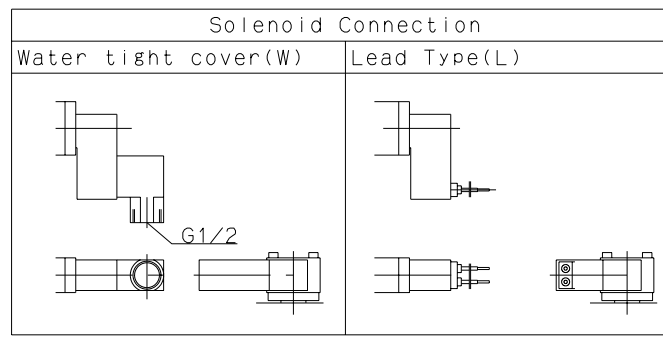 Solenoid Connection
Water tight cover(W)
Lead Type(L)
G1/2